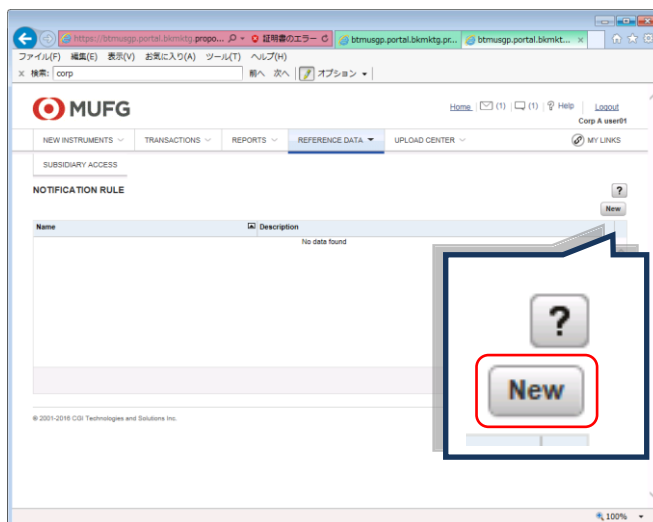 https://btmusgp.portal.bkmktg.propo... 証明書のエラー btmusgp.portal.bkmktg.pr... btmusgp.portal.bkmkt... ×
ファイル(F) 編集(E) 表示(V) お気に入り(A) ツール(T) ヘルプ(H)
× 検索: corp 前へ 次へ オプション
MUFG
Home | (1) | (1) | Help | Logout
Corp A user01
NEW INSTRUMENTS TRANSACTIONS REPORTS REFERENCE DATA UPLOAD CENTER MY LINKS
SUBSIDIARY ACCESS
NOTIFICATION RULE ?
New
Name Description
No data found
?
New
© 2001-2016 CGI Technologies and Solutions Inc.
100%